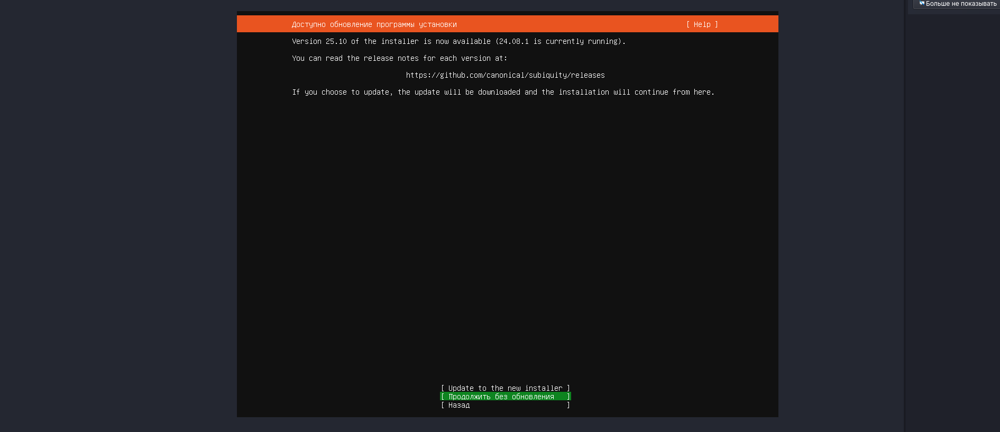 Больше не показывать
Доступно обновление программы установки [ Help ]
Version 25.10 of the installer is now available (24.08.1 is currently running).
You can read the release notes for each version at:
https://github.com/canonical/subiquity/releases
If you choose to update, the update will be downloaded and the installation will continue from here.
[ Update to the new installer ]
[ Продолжить без обновления ]
[ Назад ]